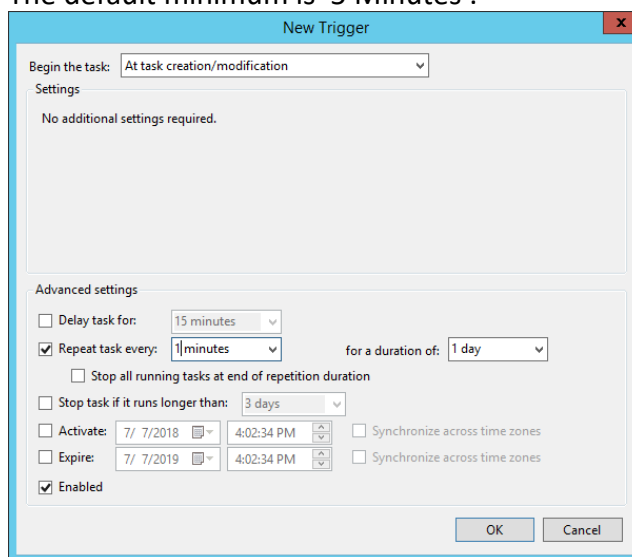 The default minimum is '5 Minutes'.
New Trigger
x
Begin the task: At task creation/modification
Settings
No additional settings required.
Advanced settings
Delay task for: 15 minutes
Repeat task every: 1 minutes for a duration of: 1 day
Stop all running tasks at end of repetition duration
Stop task if it runs longer than: 3 days
Activate: 7/ 7/2018 4:02:34 PM Synchronize across time zones
Expire: 7/ 7/2019 4:02:34 PM Synchronize across time zones
Enabled
OK Cancel